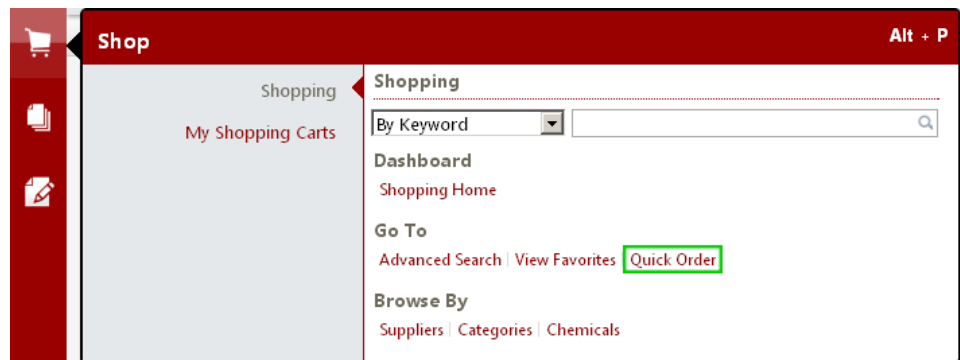 Shop
Alt + P
Shopping
My Shopping Carts
Shopping
By Keyword
Dashboard
Shopping Home
Go To
Advanced Search | View Favorites | Quick Order
Browse By
Suppliers | Categories | Chemicals